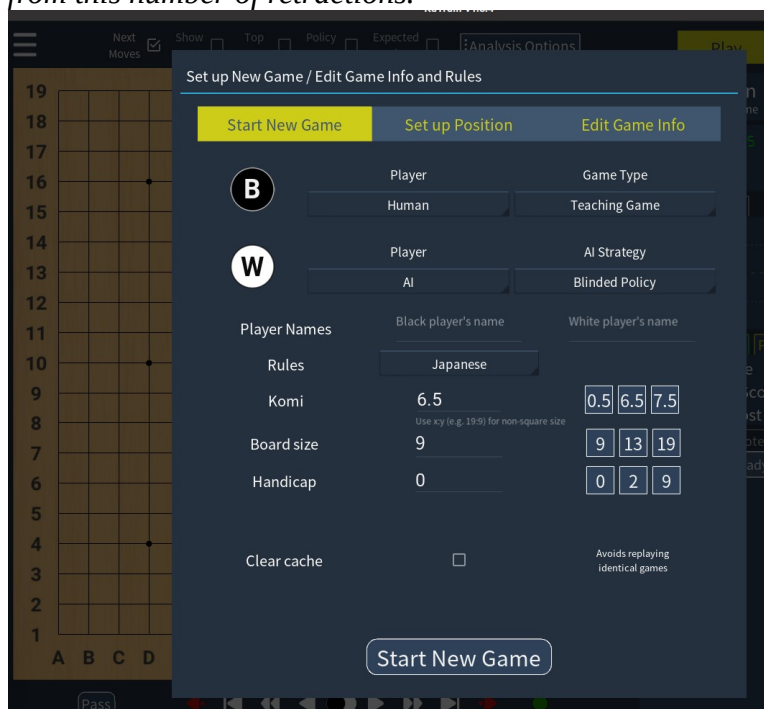 from this number of retractions.
Next
Moves
Show
Top
Policy
Expected
Analysis Options
Play
Set up New Game / Edit Game Info and Rules
Start New Game
Set up Position
Edit Game Info
B
Player
Game Type
Human
Teaching Game
W
Player
AI Strategy
AI
Blinded Policy
Player Names
Black player's name
White player's name
Rules
Japanese
Komi
6.5
0.5 6.5 7.5
Use x:y (e.g. 19:9) for non-square size
Board size
9
9 13 19
Handicap
0
0 2 9
Clear cache
Avoids replaying
identical games
Start New Game
19
18
17
16
15
14
13
12
11
10
9
8
7
6
5
4
3
2
1
A B C D
Pass